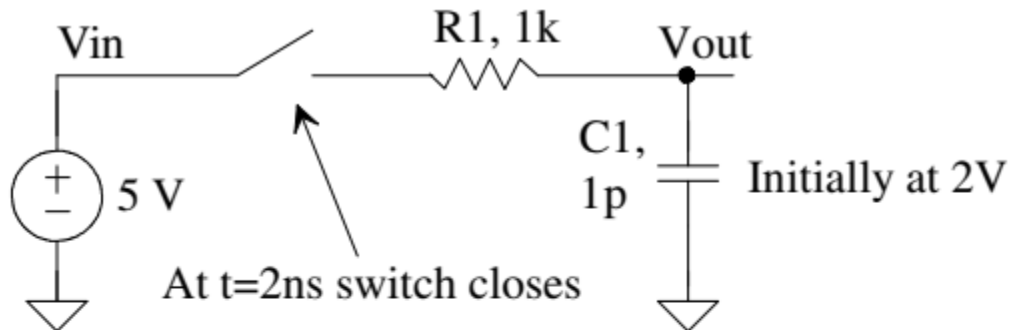 Vin
R1, 1k
Vout
C1,
1p
Initially at 2V
+
−
5 V
At t=2ns switch closes